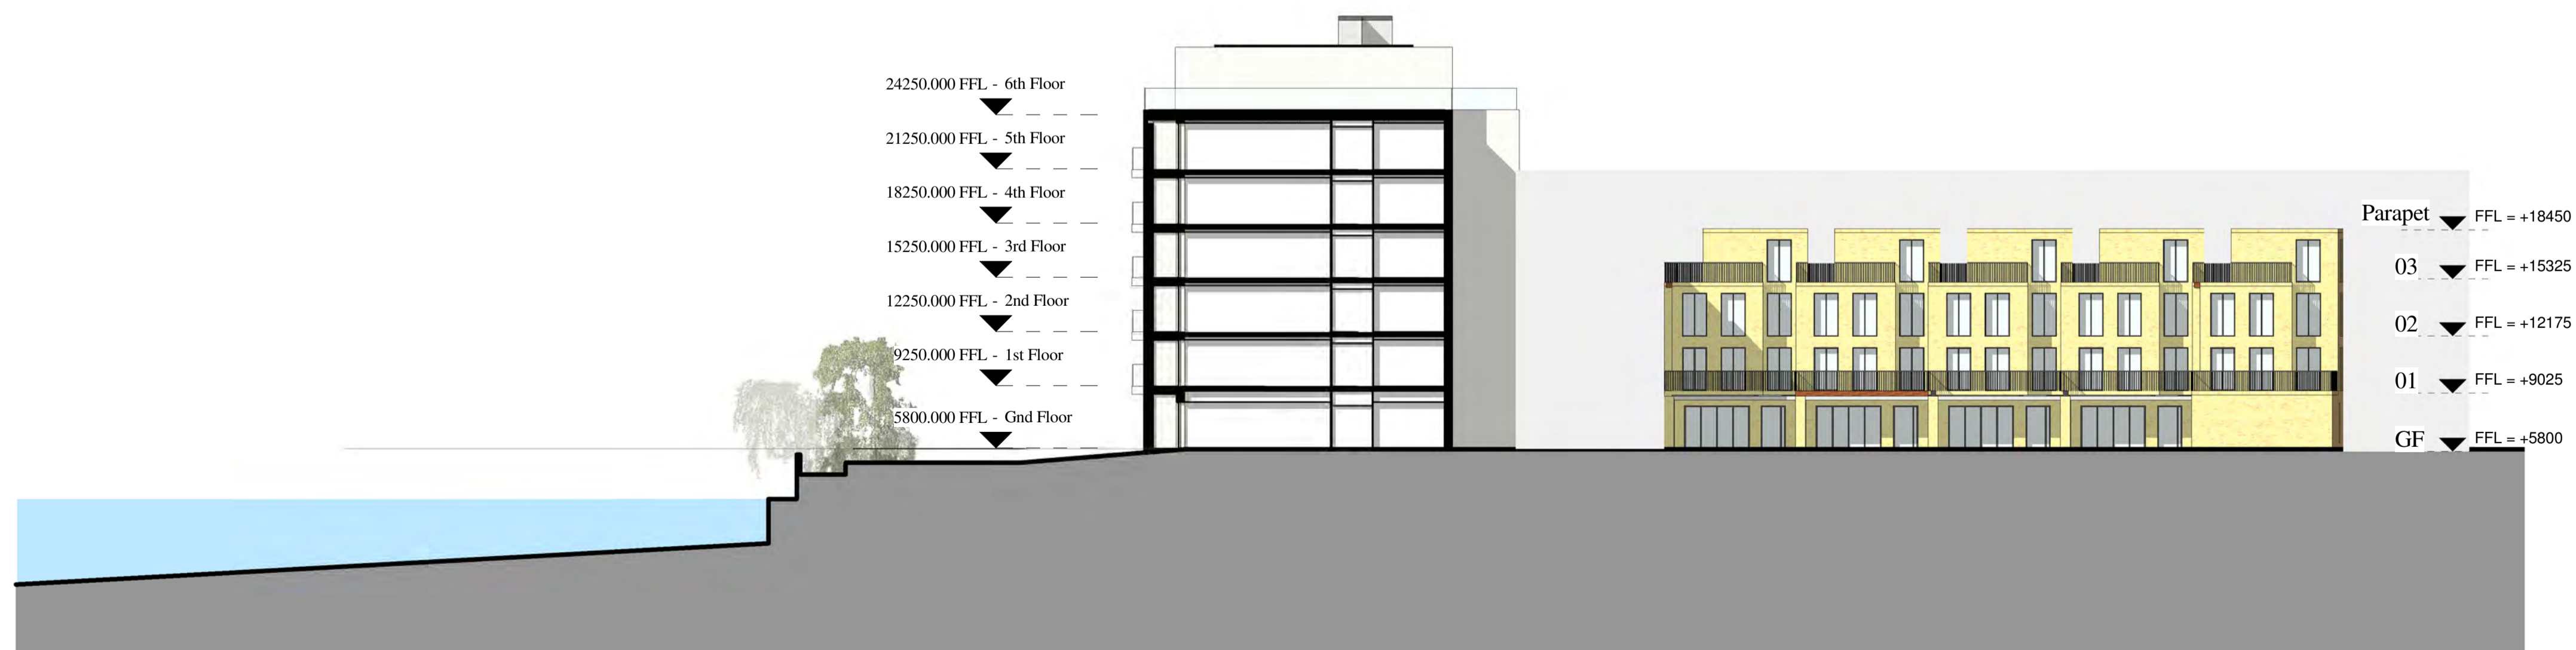 24250.000 FFL - 6th Floor
21250.000 FFL - 5th Floor
18250.000 FFL - 4th Floor
15250.000 FFL - 3rd Floor
12250.000 FFL - 2nd Floor
9250.000 FFL - 1st Floor
5800.000 FFL - Gnd Floor
Parapet FFL = +18450
03 FFL = +15325
02 FFL = +12175
01 FFL = +9025
GF FFL = +5800